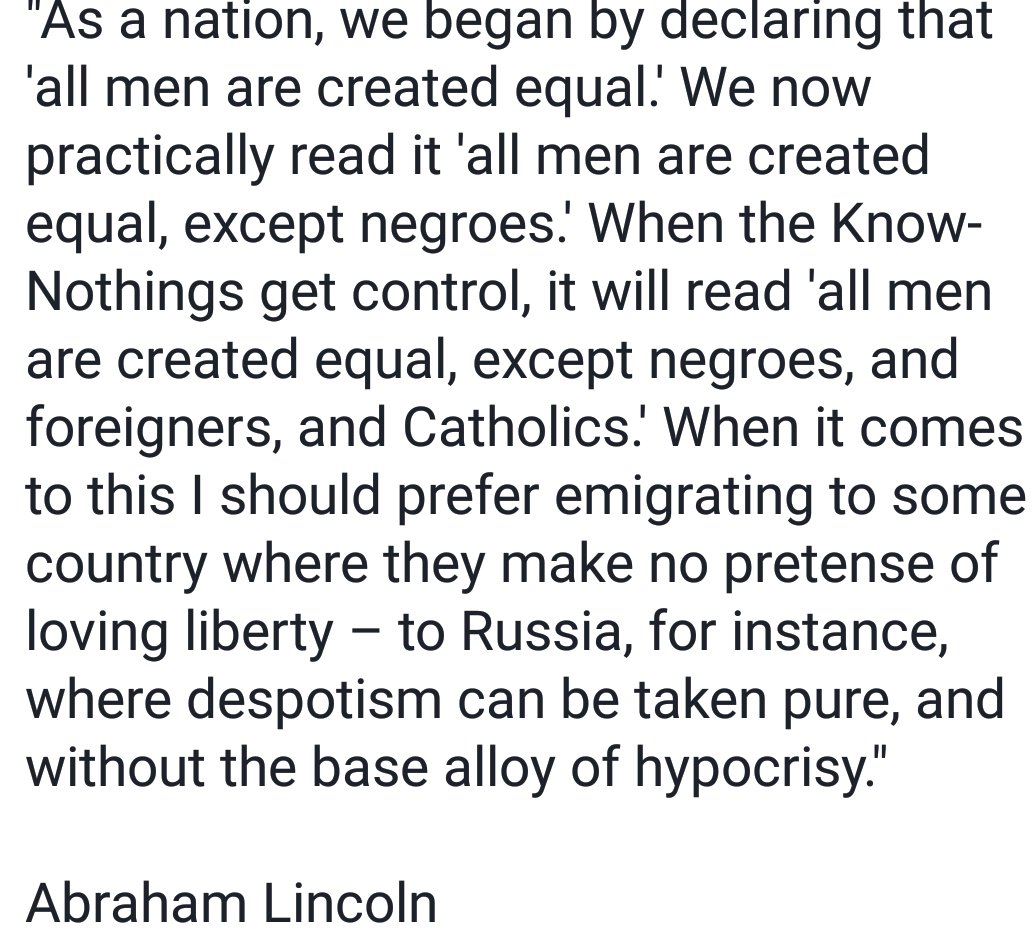 "As a nation, we began by declaring that
'all men are created equal.' We now
practically read it 'all men are created
equal, except negroes.' When the Know-
Nothings get control, it will read 'all men
are created equal, except negroes, and
foreigners, and Catholics.' When it comes
to this I should prefer emigrating to some
country where they make no pretense of
loving liberty – to Russia, for instance,
where despotism can be taken pure, and
without the base alloy of hypocrisy."
Abraham Lincoln